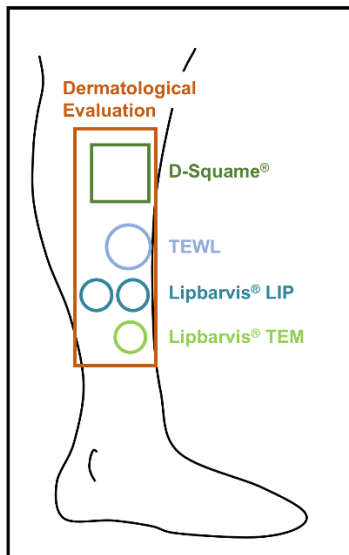 Dermatological
Evaluation
D-Squame®
TEWL
Lipbarvis® LIP
Lipbarvis® TEM